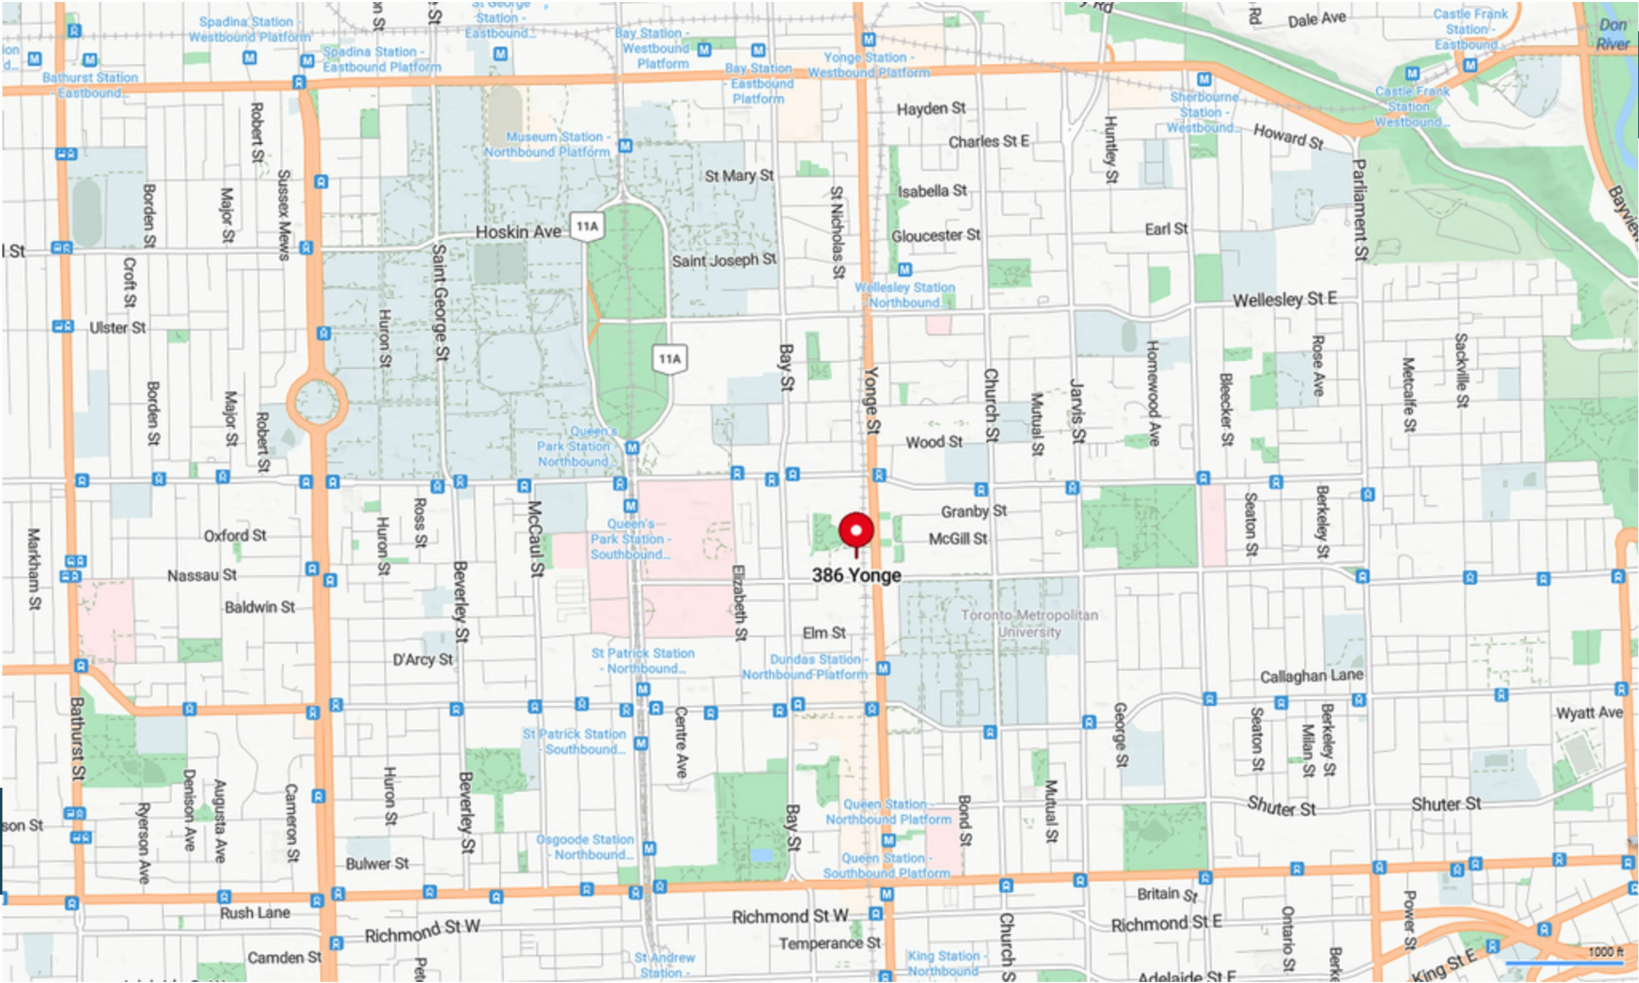 Spadina Station -
Westbound Platform
St George
Station -
Eastbound...
Bay Station -
Westbound
Platform
Dale Ave
Castle Frank
Station -
Eastbound...
Don
River
Spadina Station -
Eastbound Platform
Bathurst Station
- Eastbound...
Bay Station
- Eastbound
Platform
Yonge Station -
Westbound Platform
Rd
Sherbourne
Station -
Westbound...
Castle Frank
Station -
Westbound...
Hayden St
Charles St E
Howard St
Huntley St
Robert St
Museum Station -
Northbound Platform
St Mary St
Isabella St
Parliament St
Bayview
Borden St
Major St
Sussex Mews
Hoskin Ave
11A
St Nicholas St
Gloucester St
Earl St
l St
Saint George St
Saint Joseph St
Wellesley Station
- Northbound...
Wellesley St E
Croft St
Ulster St
Huron St
11A
Bay St
Yonge St
Church St
Mutual St
Jarvis St
Homewood Ave
Bleecker St
Rose Ave
Metcalfe St
Sackville St
Borden St
Major St
Robert St
Queen's
Park Station -
Northbound...
Wood St
Granby St
McGill St
Markham St
Oxford St
Nassau St
Baldwin St
Huron St
Ross St
McCaul St
Queen's
Park Station -
Southbound...
Seaton St
Berkeley St
386 Yonge
Beverley St
Elizabeth St
Elm St
Toronto Metropolitan
University
D'Arcy St
St Patrick Station
- Northbound...
Dundas Station -
Northbound Platform
Callaghan Lane
Bathurst St
St Patrick Station
- Southbound...
Centre Ave
George St
Seaton St
Milan St
Berkeley St
Wyatt Ave
Denison Ave
Augusta Ave
Ryerson Ave
Cameron St
Huron St
Beverley St
Bay St
Queen Station -
Northbound Platform
Bond St
Mutual St
Shuter St
Shuter St
son St
Bulwer St
Osgoode Station
- Northbound...
Queen Station -
Southbound Platform
Britain St
Rush Lane
Richmond St W
Richmond St W
Richmond St E
Church S
Ontario St
Power St
Temperance St
Camden St
St Andrew
Station -
King Station -
Northbound
Adelaide St E
King St E
1000 ft